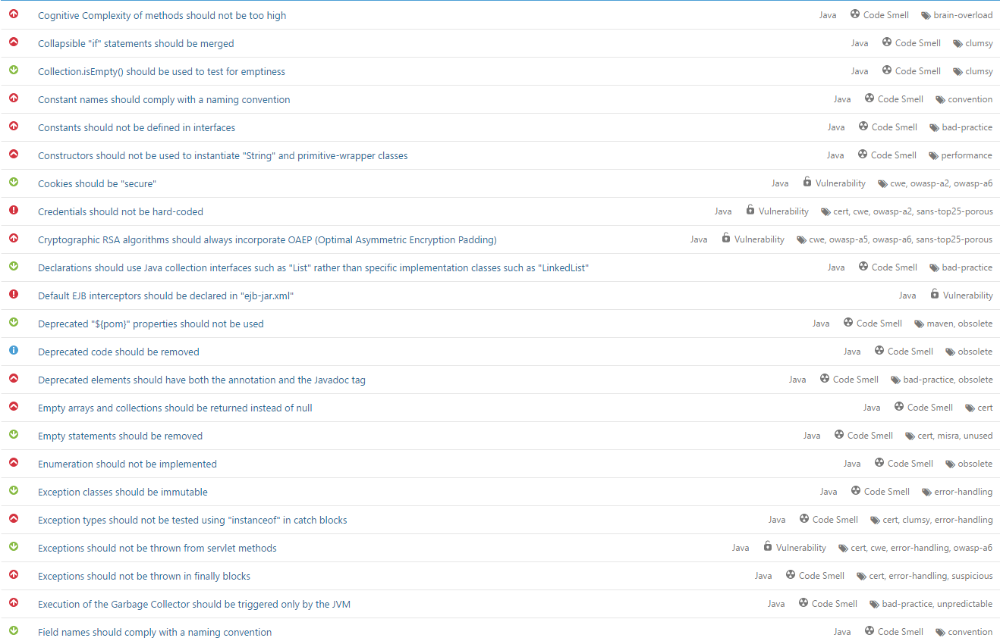 Cognitive Complexity of methods should not be too high Java Code Smell brain-overload
Collapsible "if" statements should be merged Java Code Smell clumsy
Collection.isEmpty() should be used to test for emptiness Java Code Smell clumsy
Constant names should comply with a naming convention Java Code Smell convention
Constants should not be defined in interfaces Java Code Smell bad-practice
Constructors should not be used to instantiate "String" and primitive-wrapper classes Java Code Smell performance
Cookies should be "secure" Java Vulnerability cwe, owasp-a2, owasp-a6
Credentials should not be hard-coded Java Vulnerability cert, cwe, owasp-a2, sans-top25-porous
Cryptographic RSA algorithms should always incorporate OAEP (Optimal Asymmetric Encryption Padding) Java Vulnerability cwe, owasp-a5, owasp-a6, sans-top25-porous
Declarations should use Java collection interfaces such as "List" rather than specific implementation classes such as "LinkedList" Java Code Smell bad-practice
Default EJB interceptors should be declared in "ejb-jar.xml" Java Vulnerability
Deprecated "${pom}" properties should not be used Java Code Smell maven, obsolete
Deprecated code should be removed Java Code Smell obsolete
Deprecated elements should have both the annotation and the Javadoc tag Java Code Smell bad-practice, obsolete
Empty arrays and collections should be returned instead of null Java Code Smell cert
Empty statements should be removed Java Code Smell cert, misra, unused
Enumeration should not be implemented Java Code Smell obsolete
Exception classes should be immutable Java Code Smell error-handling
Exception types should not be tested using "instanceof" in catch blocks Java Code Smell cert, clumsy, error-handling
Exceptions should not be thrown from servlet methods Java Vulnerability cert, cwe, error-handling, owasp-a6
Exceptions should not be thrown in finally blocks Java Code Smell cert, error-handling, suspicious
Execution of the Garbage Collector should be triggered only by the JVM Java Code Smell bad-practice, unpredictable
Field names should comply with a naming convention Java Code Smell convention